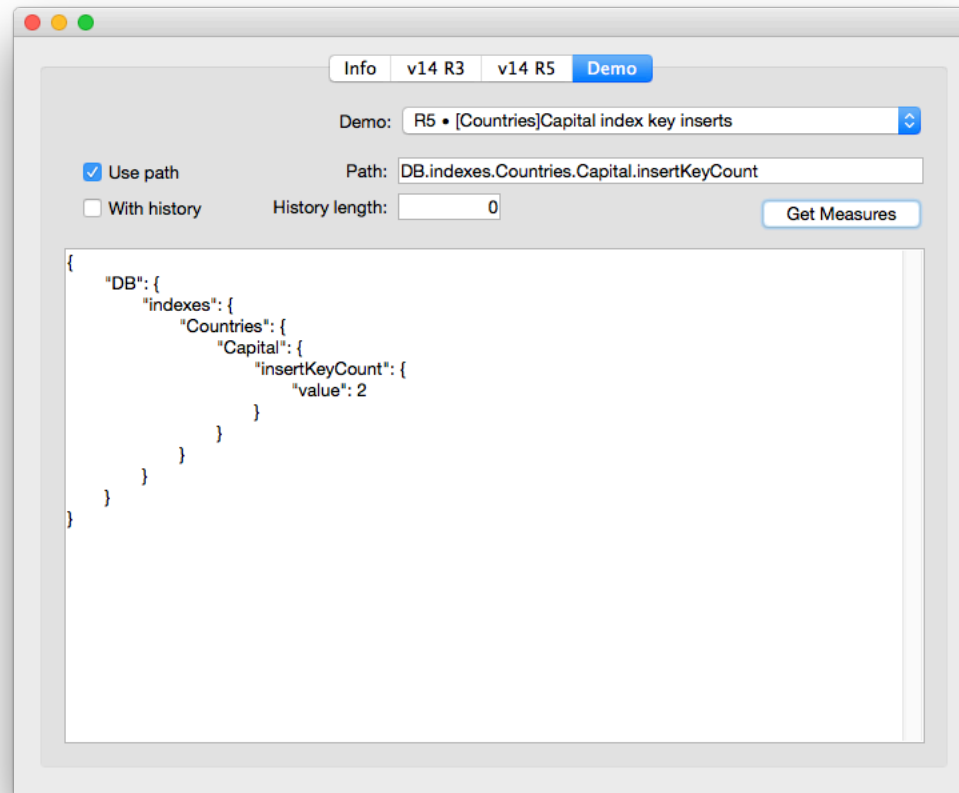 Info v14 R3 v14 R5 Demo
Demo: R5 • [Countries]Capital index key inserts
Use path Path: DB.indexes.Countries.Capital.insertKeyCount
With history History length: 0 Get Measures
{
"DB": {
"indexes": {
"Countries": {
"Capital": {
"insertKeyCount": {
"value": 2
}
}
}
}
}
}